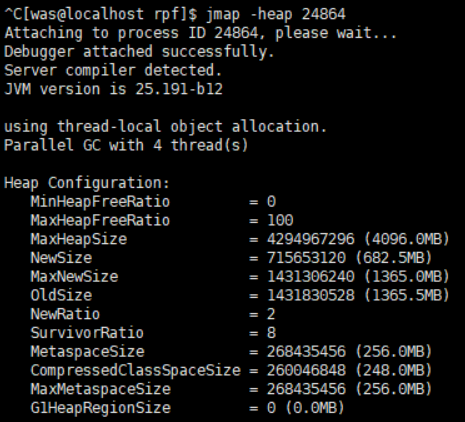 ^C[was@localhost rpf]$ jmap -heap 24864
Attaching to process ID 24864, please wait...
Debugger attached successfully.
Server compiler detected.
JVM version is 25.191-b12

using thread-local object allocation.
Parallel GC with 4 thread(s)

Heap Configuration:
   MinHeapFreeRatio         = 0
   MaxHeapFreeRatio         = 100
   MaxHeapSize              = 4294967296 (4096.0MB)
   NewSize                  = 715653120 (682.5MB)
   MaxNewSize               = 1431306240 (1365.0MB)
   OldSize                  = 1431830528 (1365.5MB)
   NewRatio                 = 2
   SurvivorRatio            = 8
   MetaspaceSize            = 268435456 (256.0MB)
   CompressedClassSpaceSize = 260046848 (248.0MB)
   MaxMetaspaceSize         = 268435456 (256.0MB)
   G1HeapRegionSize         = 0 (0.0MB)